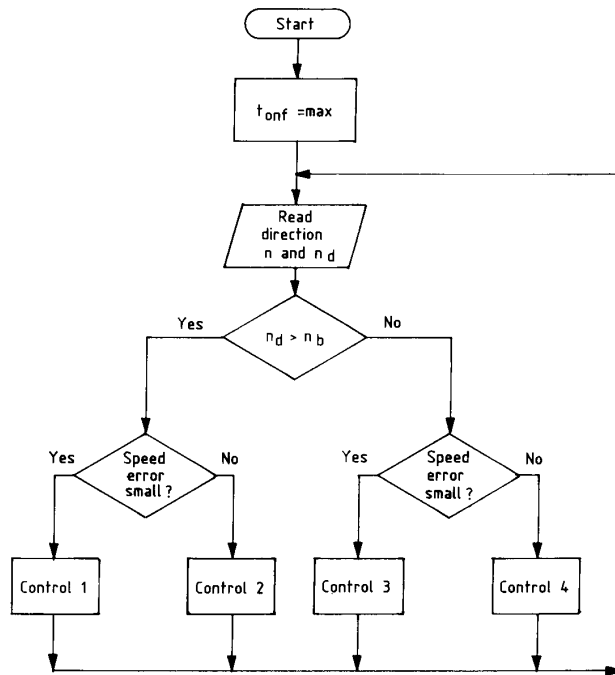 Start
t_onf =max
Read
direction
n and n_d
Yes
n_d > n_b
No
Yes
Speed
error
small ?
No
Yes
Speed
error
small ?
No
Control 1
Control 2
Control 3
Control 4